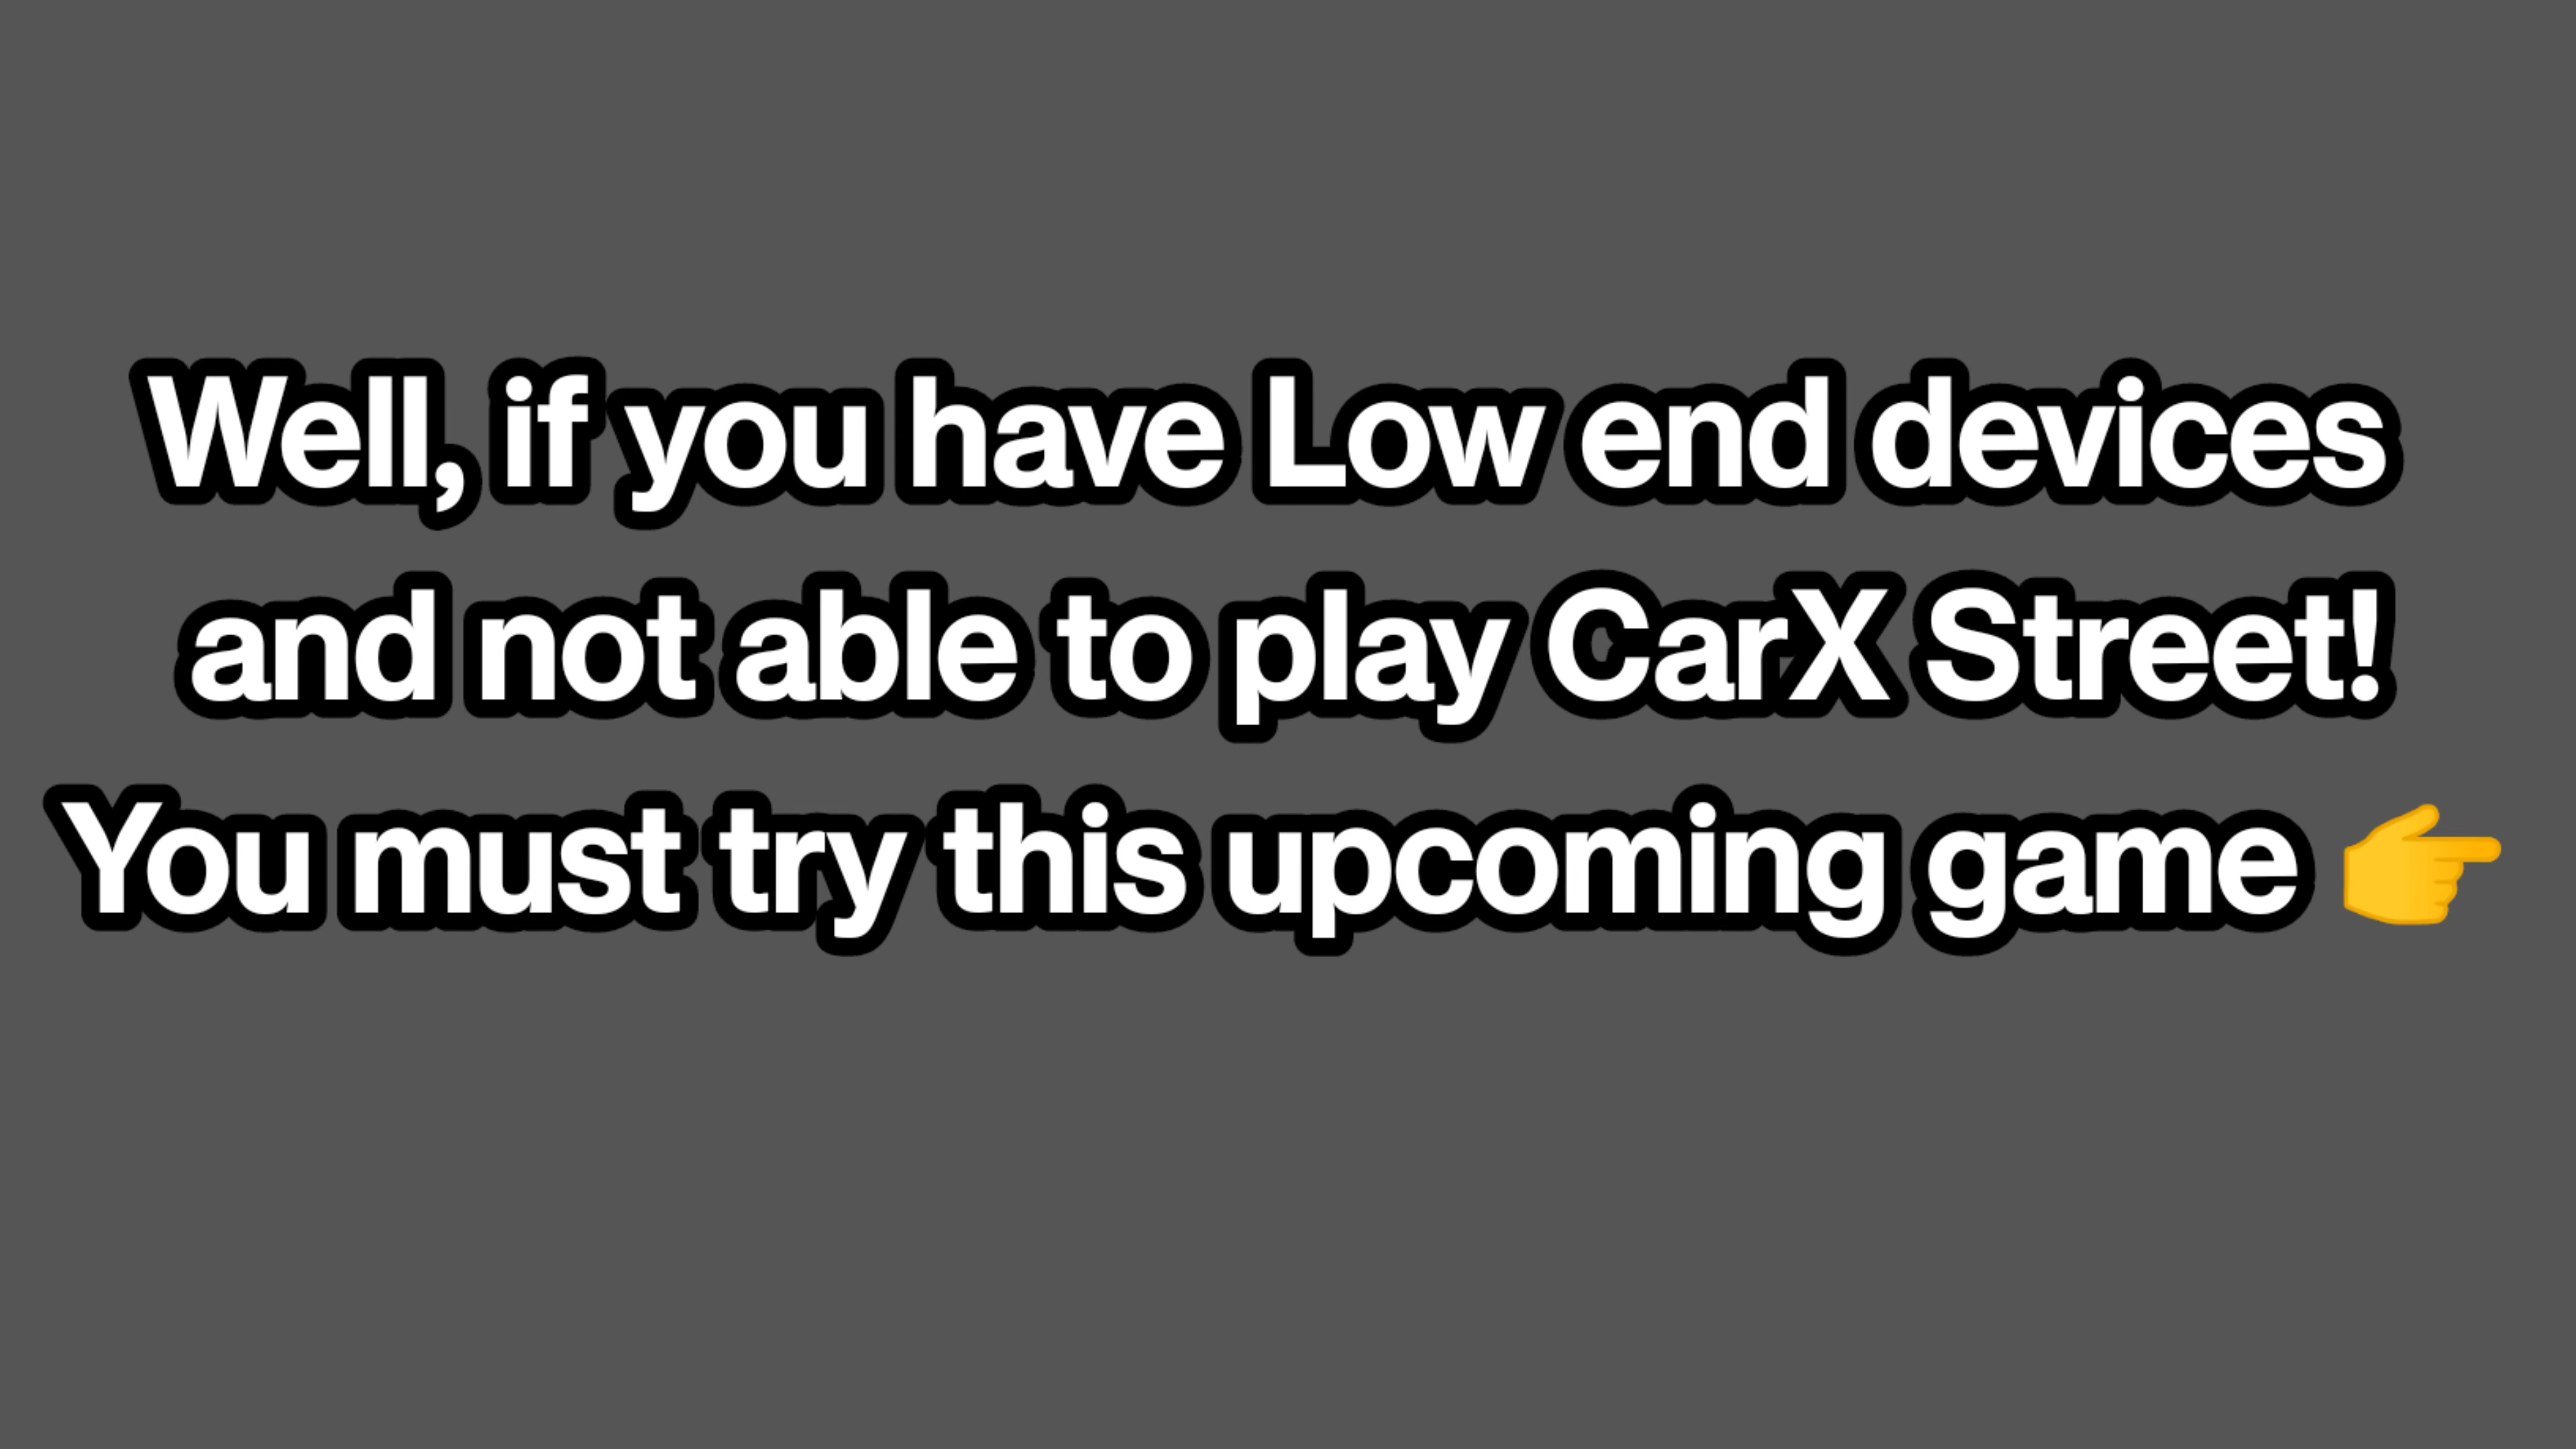 Well, if you have Low end devices
and not able to play CarX Street!
You must try this upcoming game 👉